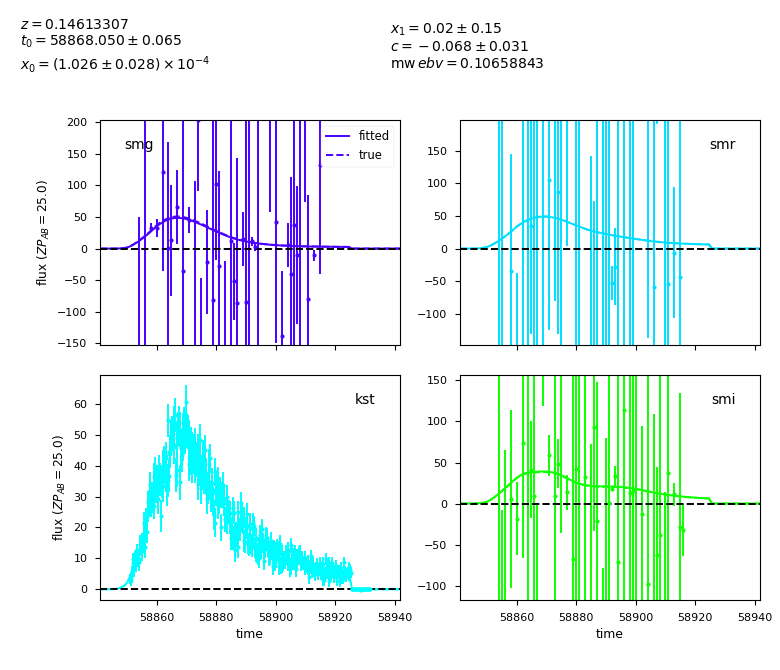 z = 0.14613307
t₀ = 58868.050 ± 0.065
x₀ = (1.026 ± 0.028) × 10⁻⁴
x₁ = 0.02 ± 0.15
c = −0.068 ± 0.031
mw ebv = 0.10658843
smg
fitted
true
200
150
100
50
0
−50
−100
−150
flux (ZP_AB = 25.0)
smr
150
100
50
0
−50
−100
kst
60
50
40
30
20
10
0
flux (ZP_AB = 25.0)
58860 58880 58900 58920 58940
time
smi
150
100
50
0
−50
−100
58860 58880 58900 58920 58940
time